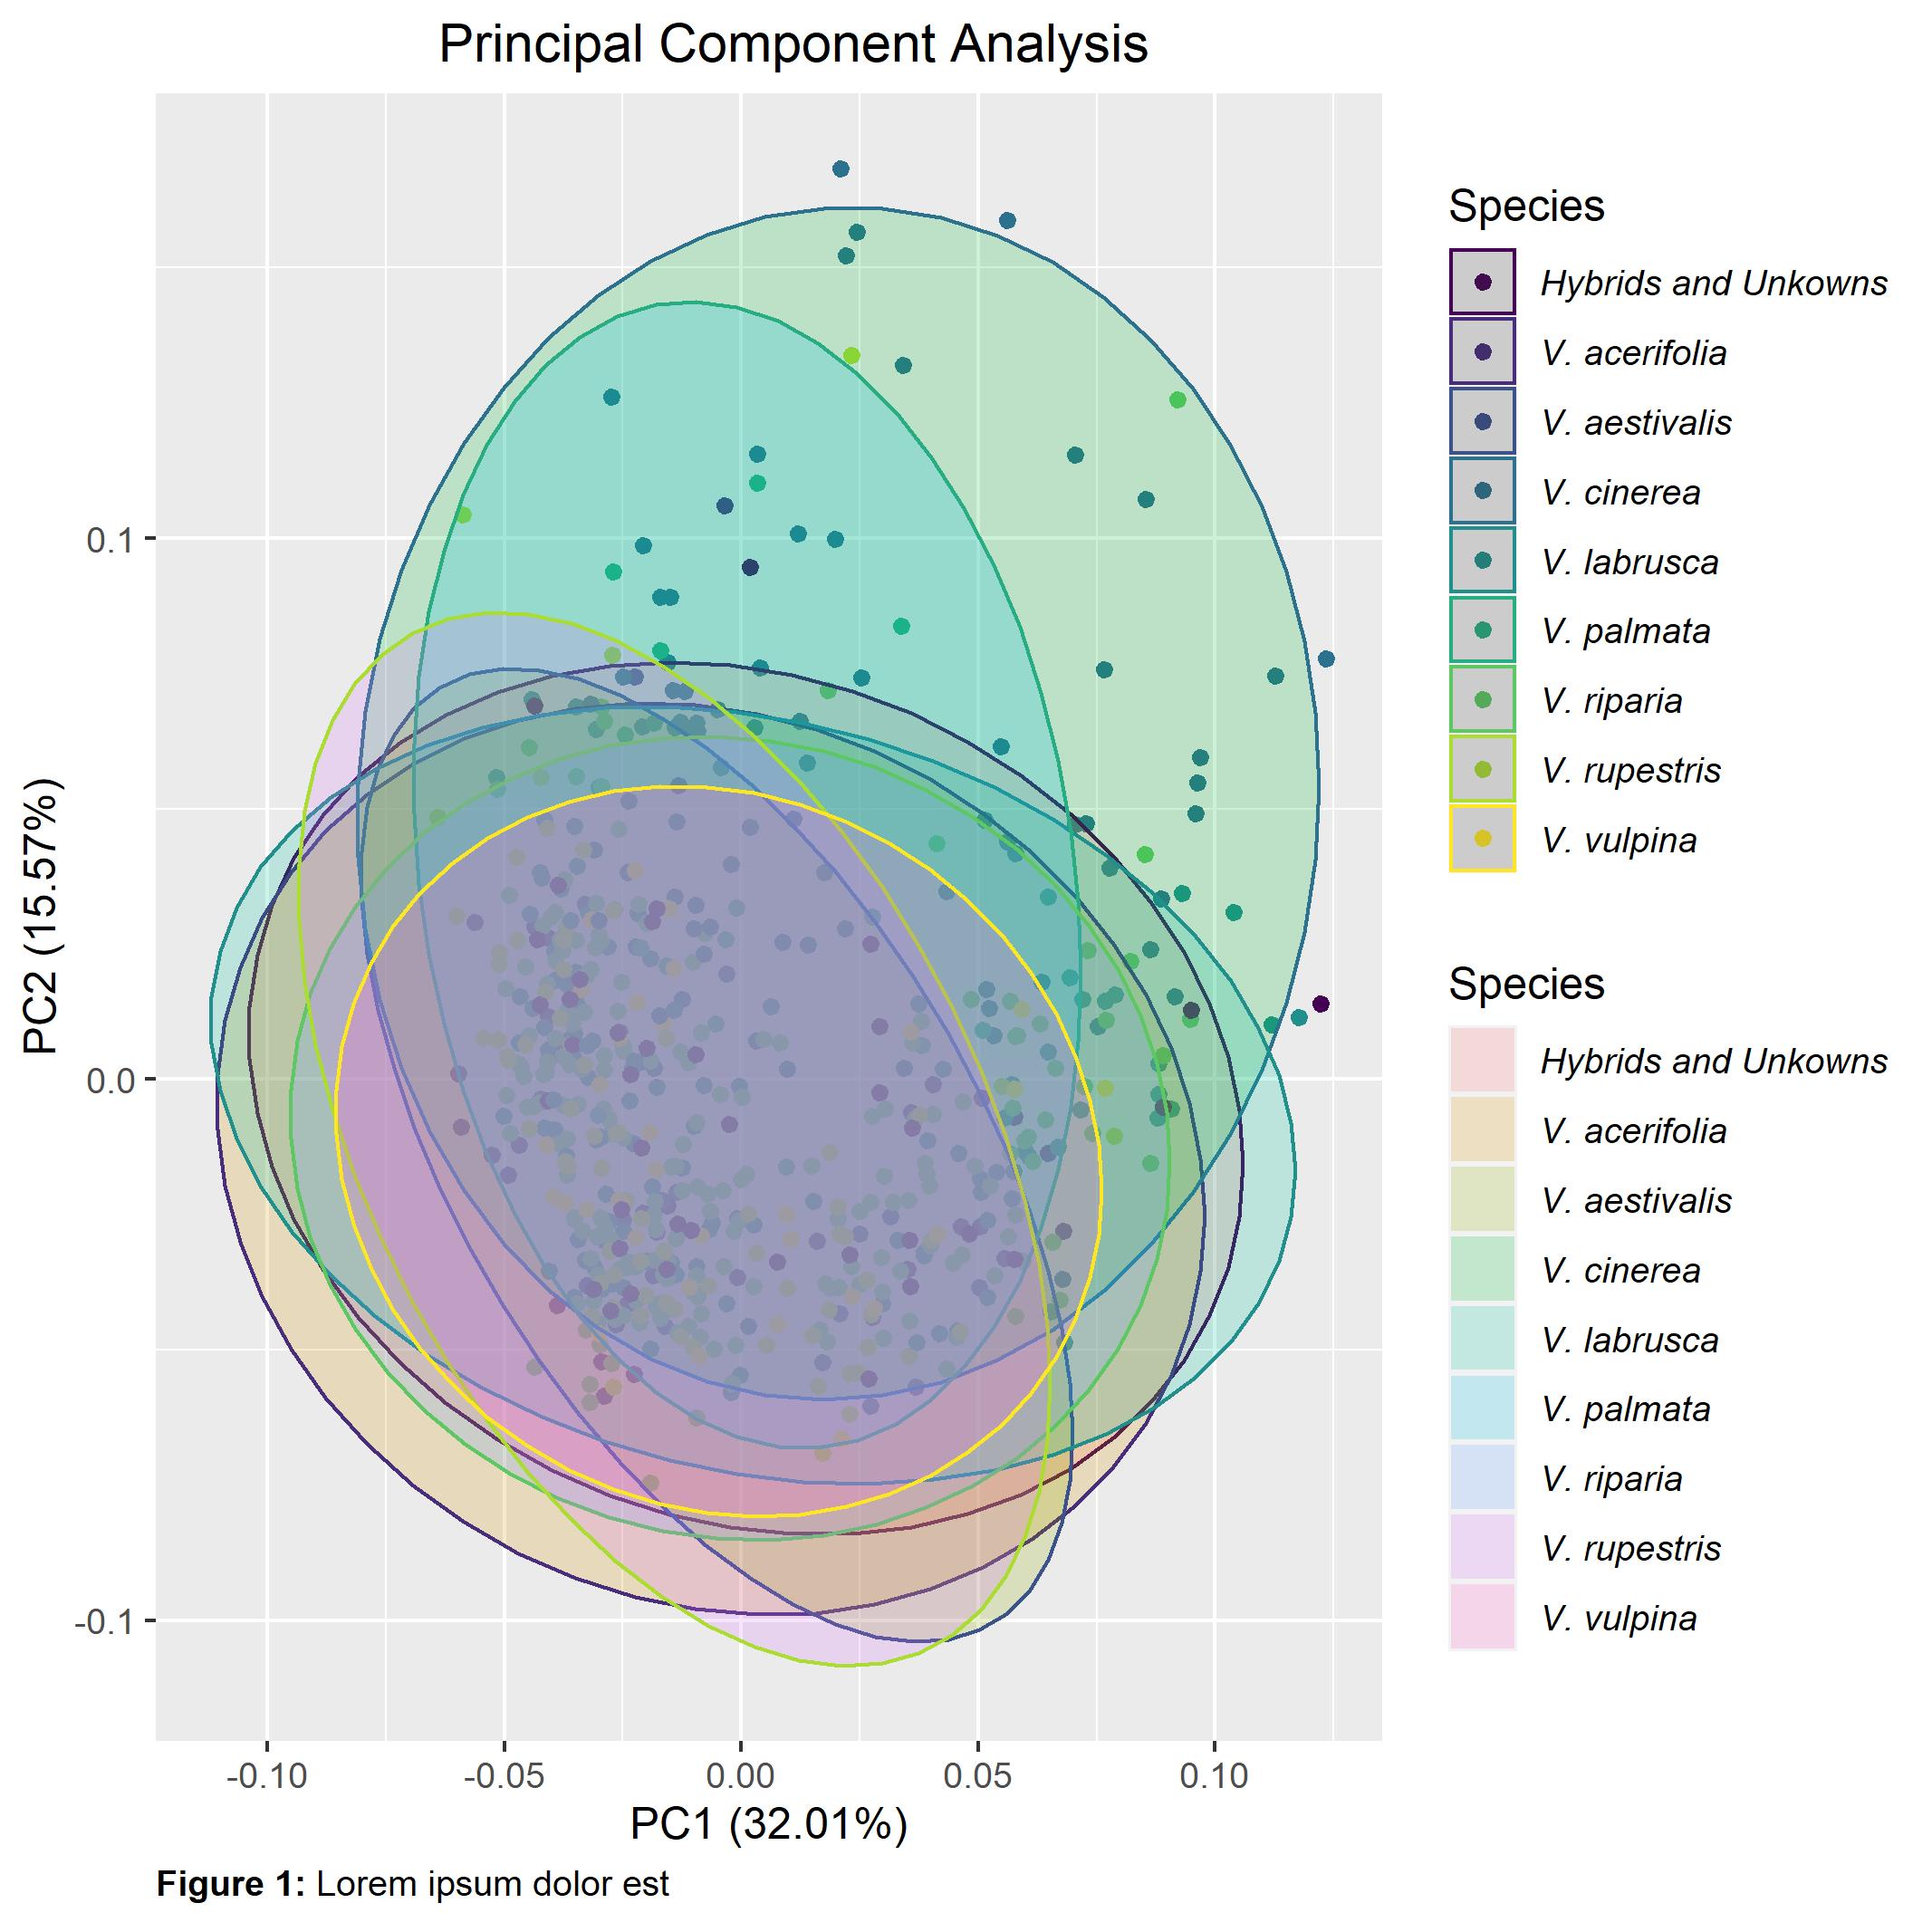 Principal Component Analysis
PC2 (15.57%)
0.1
0.0
-0.1
-0.10
-0.05
0.00
0.05
0.10
PC1 (32.01%)
Figure 1: Lorem ipsum dolor est
Species
Hybrids and Unkowns
V. acerifolia
V. aestivalis
V. cinerea
V. labrusca
V. palmata
V. riparia
V. rupestris
V. vulpina
Species
Hybrids and Unkowns
V. acerifolia
V. aestivalis
V. cinerea
V. labrusca
V. palmata
V. riparia
V. rupestris
V. vulpina